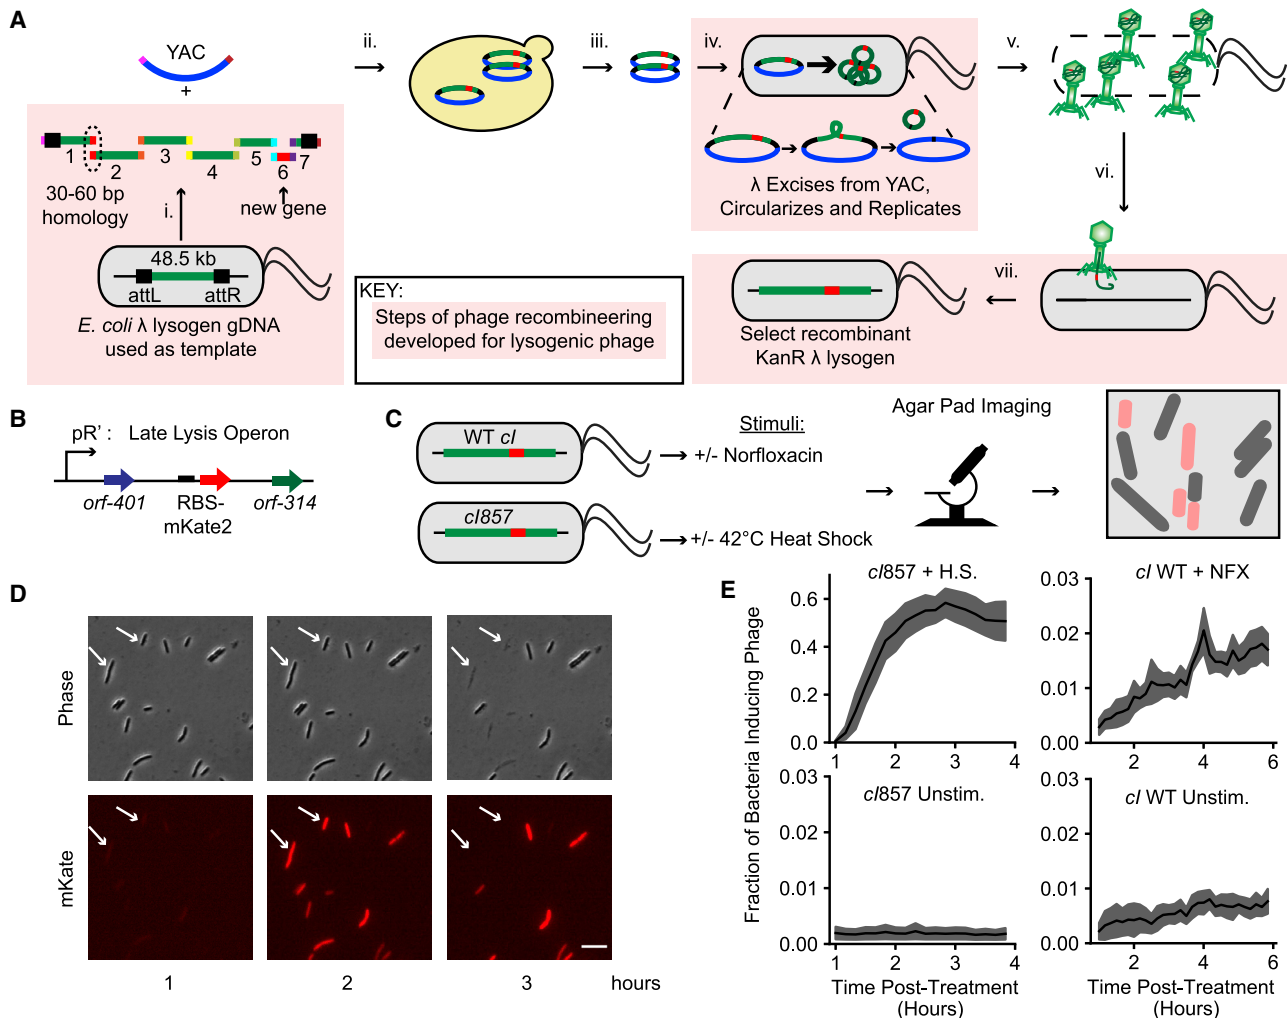 A
YAC
+
ii.
iii.
iv.
v.
1
2
3
4
5
6
7
30-60 bp
homology
i.
new gene
48.5 kb
attL
attR
E. coli λ lysogen gDNA
used as template
λ Excises from YAC,
Circularizes and Replicates
vi.
vii.
Select recombinant
KanR λ lysogen
KEY:
Steps of phage recombineering
developed for lysogenic phage
B
pR' :
Late Lysis Operon
orf-401
RBS-
mKate2
orf-314
C
WT cI
cI857
Stimuli:
+/- Norfloxacin
+/- 42°C Heat Shock
Agar Pad Imaging
D
Phase
mKate
1
2
3
hours
E
Fraction of Bacteria Inducing Phage
cI857 + H.S.
0.6
0.4
0.2
0.0
1
2
3
4
cI WT + NFX
0.03
0.02
0.01
0.00
2
4
6
cI857 Unstim.
0.03
0.02
0.01
0.00
1
2
3
4
Time Post-Treatment
(Hours)
cI WT Unstim.
0.03
0.02
0.01
0.00
2
4
6
Time Post-Treatment
(Hours)